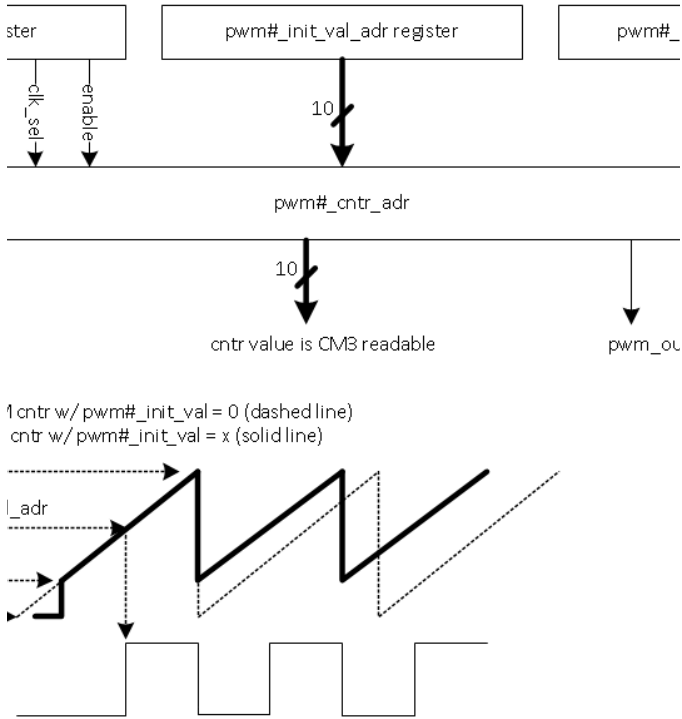 ster
pwm#_init_val_adr register
pwm#_
clk_sel
enable
10
pwm#_cntr_adr
10
cntr value is CM3 readable
pwm_ou
cntr w/ pwm#_init_val = 0 (dashed line)
cntr w/ pwm#_init_val = x (solid line)
_adr